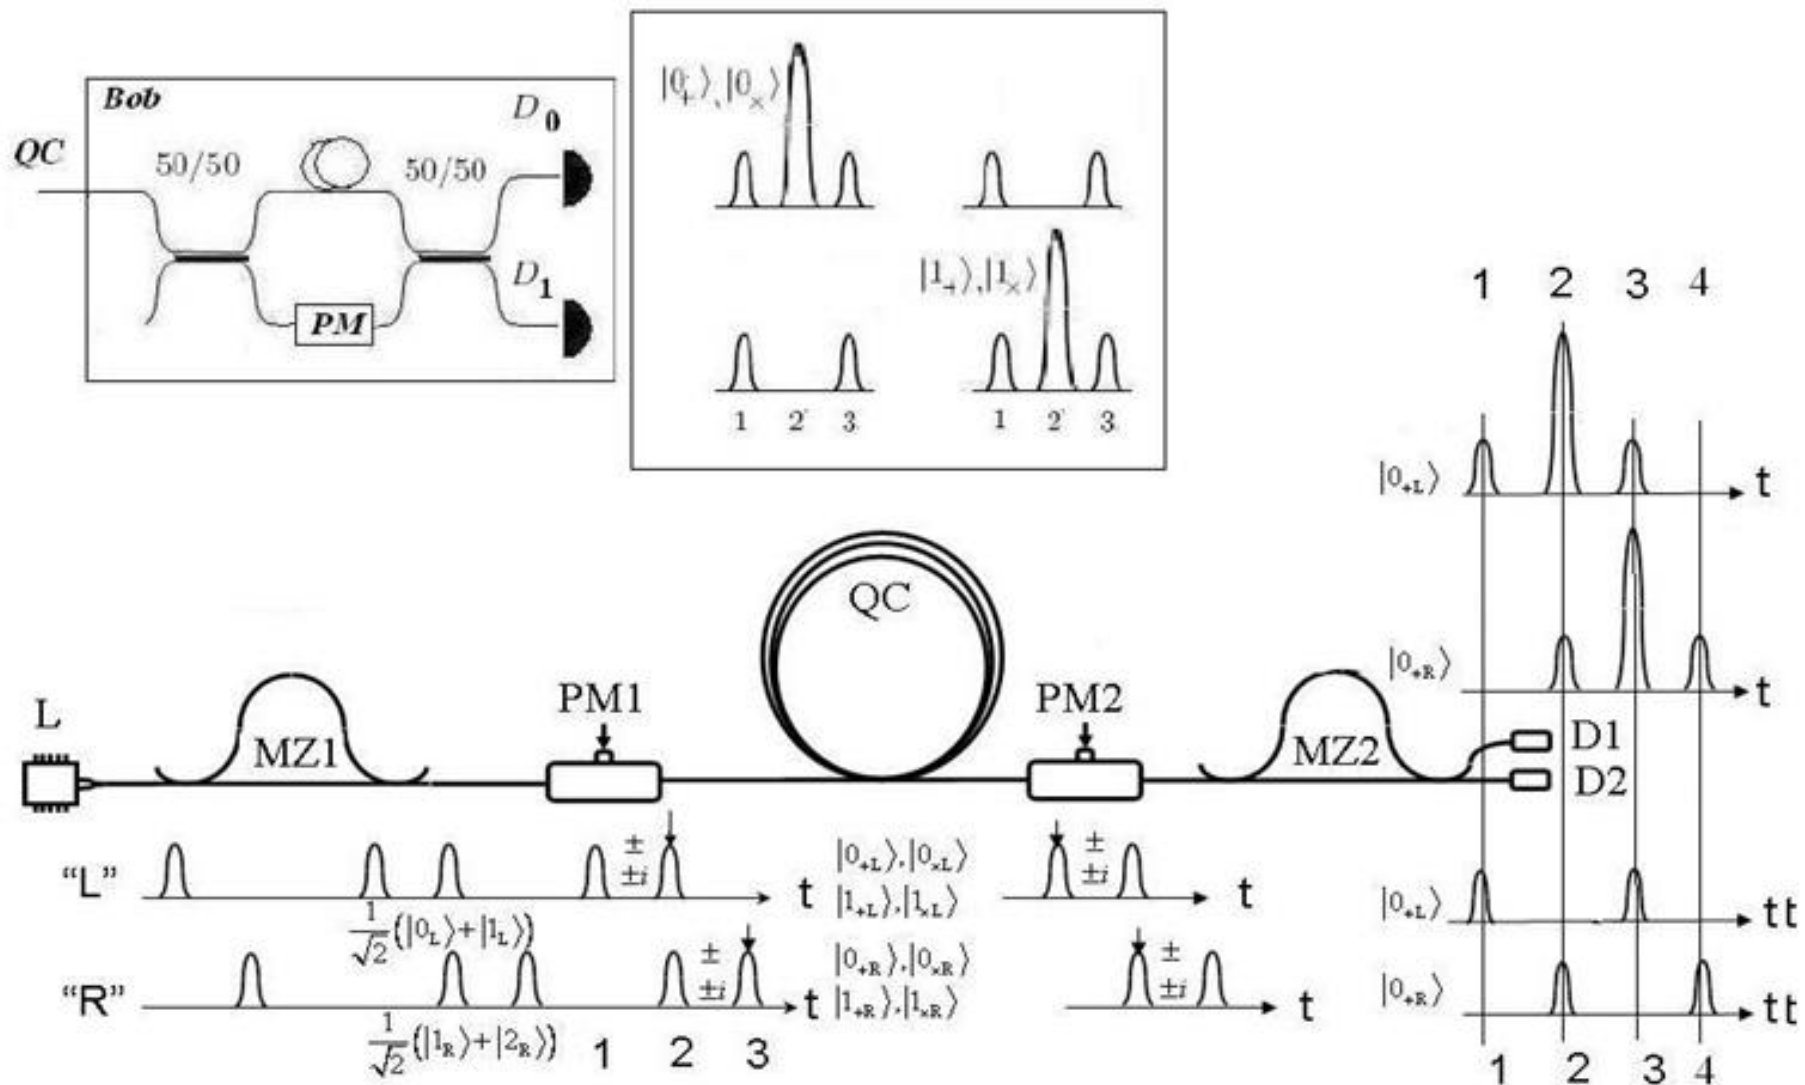 Bob
QC
50/50
50/50
D0
D1
PM
|0+⟩,|0×⟩
|1+⟩,|1×⟩
1 2' 3
1 2' 3
1 2 3 4
|0+L⟩ t
|0+R⟩ t
L
MZ1
PM1
QC
PM2
MZ2
D1
D2
"L"
± ±i
t
|0+L⟩,|0×L⟩
|1+L⟩,|1×L⟩
± ±i
t
|0+L⟩ tt
1/√2(|0L⟩+|1L⟩)
"R"
± ±i
t
|0+R⟩,|0×R⟩
|1+R⟩,|1×R⟩
± ±i
t
|0+R⟩ tt
1/√2(|1R⟩+|2R⟩)
1 2 3
1 2 3 4